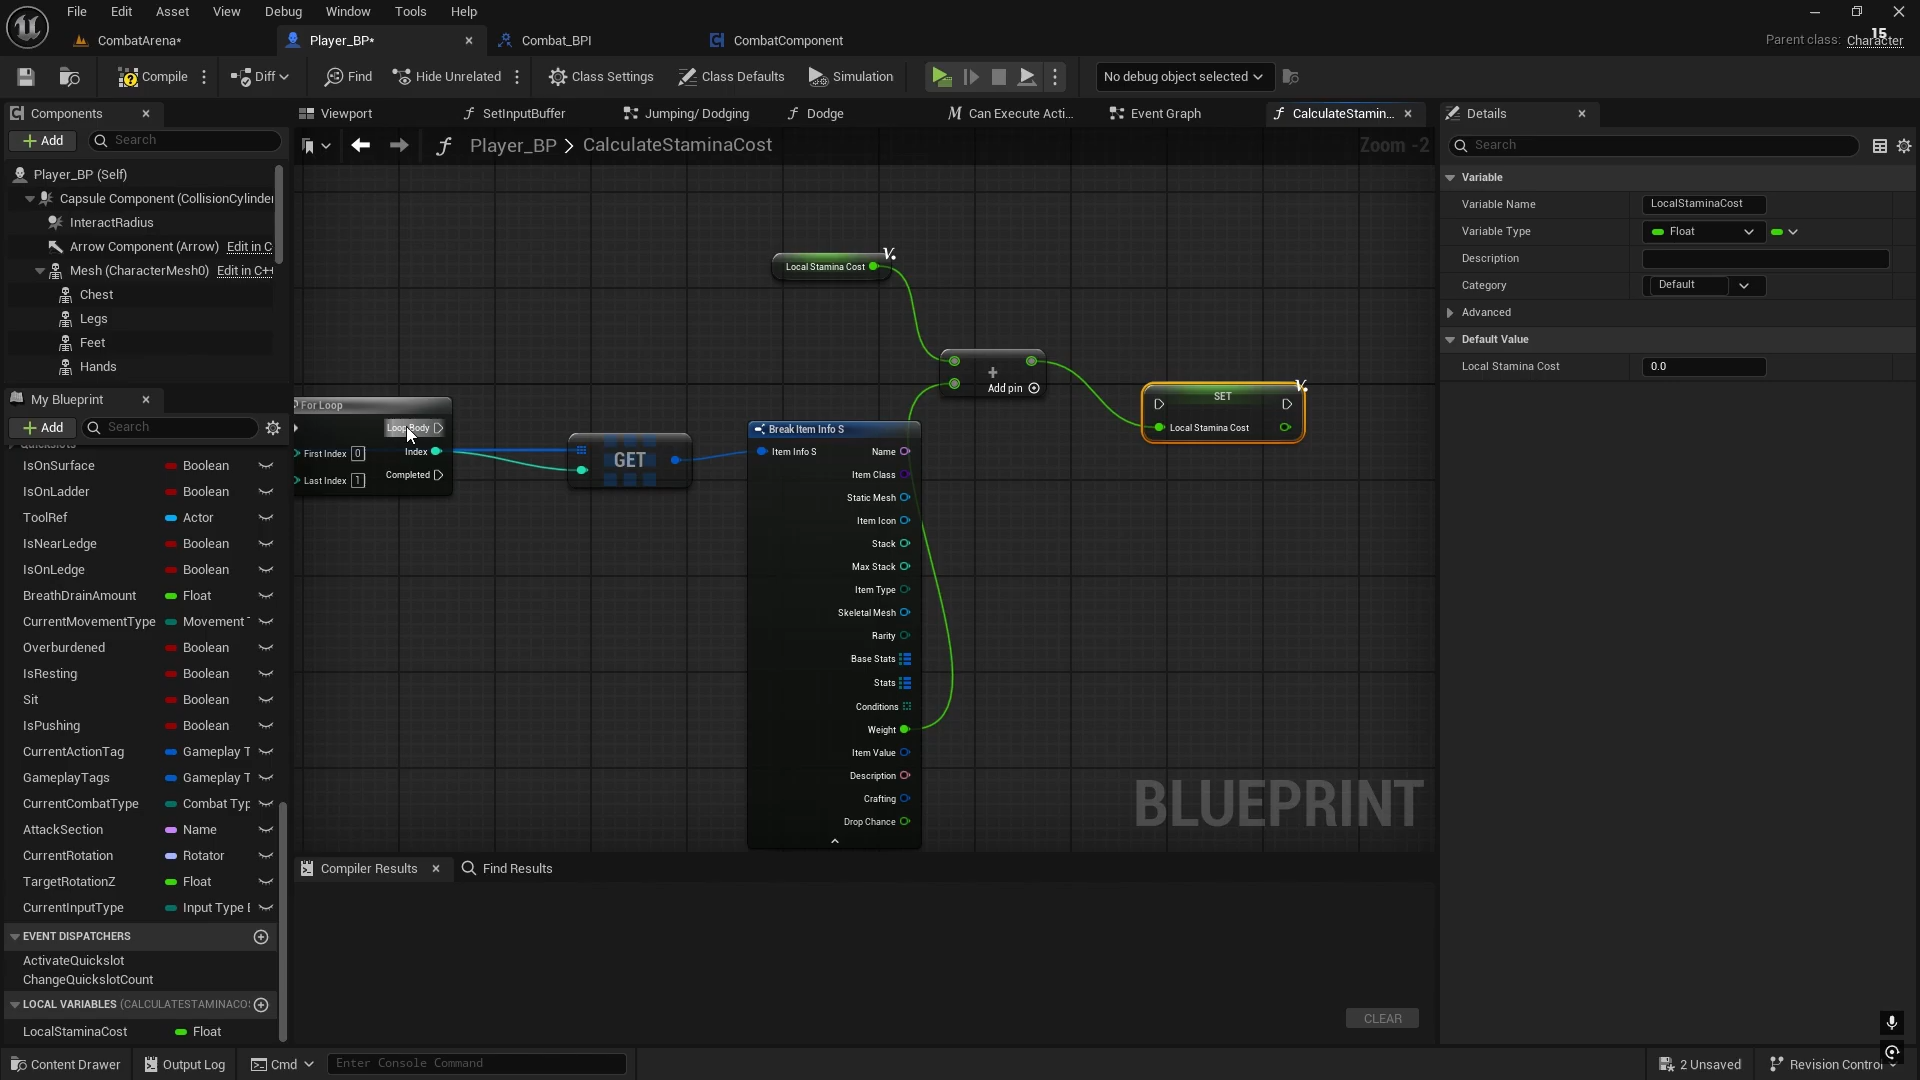 File Edit Asset View Debug Window Tools Help
CombatArena* Player_BP* Combat_BPI CombatComponent
15
Parent class: Character
Compile Diff Find Hide Unrelated Class Settings Class Defaults Simulation No debug object selected
Components
Add Search
Player_BP (Self)
Capsule Component (CollisionCylinder
InteractRadius
Arrow Component (Arrow) Edit in C
Mesh (CharacterMesh0) Edit in C++
Chest
Legs
Feet
Hands
My Blueprint
Add Search
IsOnSurface Boolean
IsOnLadder Boolean
ToolRef Actor
IsNearLedge Boolean
IsOnLedge Boolean
BreathDrainAmount Float
CurrentMovementType Movement
Overburdened Boolean
IsResting Boolean
Sit Boolean
IsPushing Boolean
CurrentActionTag Gameplay T
GameplayTags Gameplay T
CurrentCombatType Combat Typ
AttackSection Name
CurrentRotation Rotator
TargetRotationZ Float
CurrentInputType Input Type E
EVENT DISPATCHERS
ActivateQuickslot
ChangeQuickslotCount
LOCAL VARIABLES (CALCULATESTAMINACOS
LocalStaminaCost Float
Viewport SetInputBuffer Jumping/ Dodging Dodge Can Execute Acti... Event Graph CalculateStamin...
Player_BP > CalculateStaminaCost
Zoom -2
Local Stamina Cost
Add pin
SET
Local Stamina Cost
For Loop
Loop Body
Index
First Index 0
Completed
Last Index 1
GET
Break Item Info S
Item Info S Name
Item Class
Static Mesh
Item Icon
Stack
Max Stack
Item Type
Skeletal Mesh
Rarity
Base Stats
Stats
Conditions
Weight
Item Value
Description
Crafting
Drop Chance
BLUEPRINT
Compiler Results Find Results
CLEAR
Details
Search
Variable
Variable Name LocalStaminaCost
Variable Type Float
Description
Category Default
Advanced
Default Value
Local Stamina Cost 0.0
Content Drawer Output Log Cmd Enter Console Command 2 Unsaved Revision Control